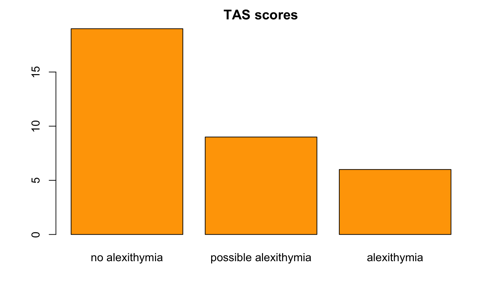 TAS scores
15
10
5
0
no alexithymia
possible alexithymia
alexithymia